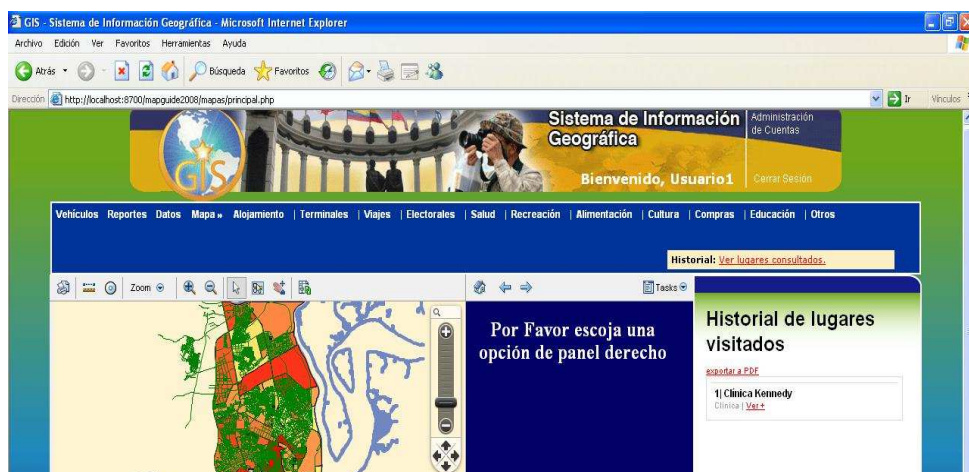 GIS - Sistema de Información Geográfica - Microsoft Internet Explorer
Archivo Edición Ver Favoritos Herramientas Ayuda
Atrás Búsqueda Favoritos
Dirección http://localhost:8700/mapguide2008/mapas/principal.php Ir Vínculos
GIS
Sistema de Información
Geográfica
Bienvenido, Usuario1
Administración
de Cuentas
Cerrar Sesión
Vehículos Reportes Datos Mapa » Alojamiento | Terminales | Viajes | Electorales | Salud | Recreación | Alimentación | Cultura | Compras | Educación | Otros
Historial: Ver lugares consultados.
Zoom
Tasks
Por Favor escoja una
opción de panel derecho
Historial de lugares
visitados
exportar a PDF
1| Clínica Kennedy
Clínica | Ver +